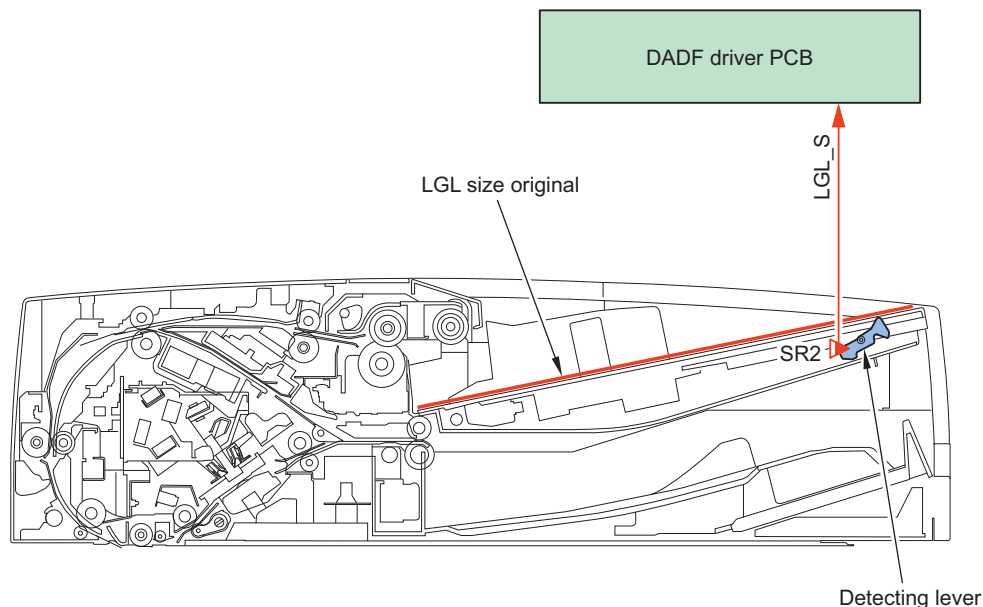 DADF driver PCB
LGL_S
LGL size original
SR2
Detecting lever